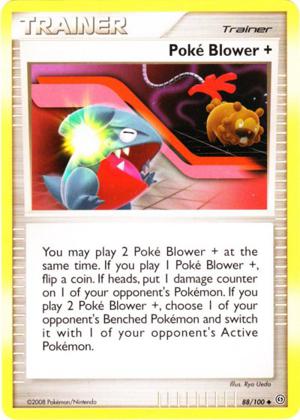 TRAINER
Trainer
Poké Blower +
You may play 2 Poké Blower + at the
same time. If you play 1 Poké Blower +,
flip a coin. If heads, put 1 damage counter
on 1 of your opponent's Pokémon. If you play
2 Poké Blower +, choose 1 of your
opponent's Benched Pokémon and switch
it with 1 of your opponent's Active
Pokémon.
Illus. Ryo Ueda
©2008 Pokémon/Nintendo
88/100 ◆